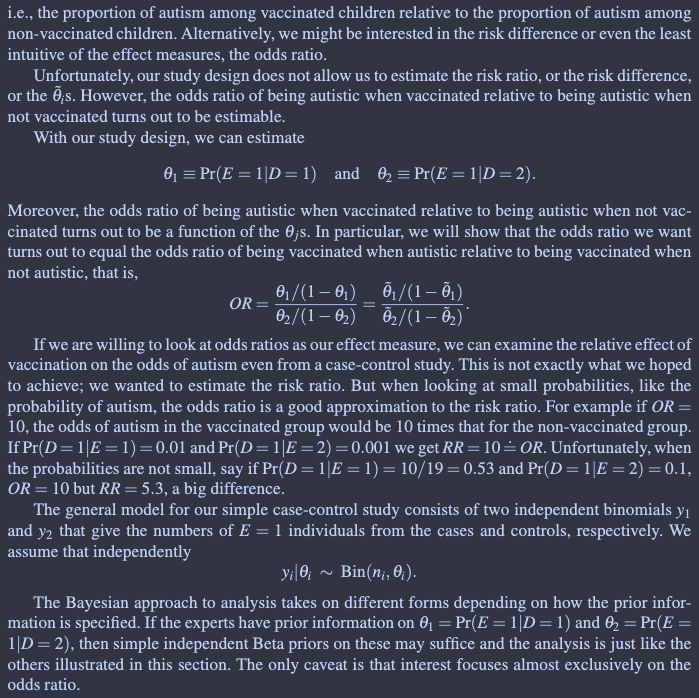 i.e., the proportion of autism among vaccinated children relative to the proportion of autism among
non-vaccinated children. Alternatively, we might be interested in the risk difference or even the least
intuitive of the effect measures, the odds ratio.
Unfortunately, our study design does not allow us to estimate the risk ratio, or the risk difference,
or the θ̃ⱼs. However, the odds ratio of being autistic when vaccinated relative to being autistic when
not vaccinated turns out to be estimable.
With our study design, we can estimate
θ₁ ≡ Pr(E = 1|D = 1) and θ₂ ≡ Pr(E = 1|D = 2).
Moreover, the odds ratio of being autistic when vaccinated relative to being autistic when not vac-
cinated turns out to be a function of the θⱼs. In particular, we will show that the odds ratio we want
turns out to equal the odds ratio of being vaccinated when autistic relative to being vaccinated when
not autistic, that is,
OR = θ₁/(1 − θ₁) / θ₂/(1 − θ₂) = θ̃₁/(1 − θ̃₁) / θ̃₂/(1 − θ̃₂).
If we are willing to look at odds ratios as our effect measure, we can examine the relative effect of
vaccination on the odds of autism even from a case-control study. This is not exactly what we hoped
to achieve; we wanted to estimate the risk ratio. But when looking at small probabilities, like the
probability of autism, the odds ratio is a good approximation to the risk ratio. For example if OR =
10, the odds of autism in the vaccinated group would be 10 times that for the non-vaccinated group.
If Pr(D = 1|E = 1) = 0.01 and Pr(D = 1|E = 2) = 0.001 we get RR = 10 ≐ OR. Unfortunately, when
the probabilities are not small, say if Pr(D = 1|E = 1) = 10/19 = 0.53 and Pr(D = 1|E = 2) = 0.1,
OR = 10 but RR = 5.3, a big difference.
The general model for our simple case-control study consists of two independent binomials y₁
and y₂ that give the numbers of E = 1 individuals from the cases and controls, respectively. We
assume that independently
yᵢ|θᵢ ∼ Bin(nᵢ, θᵢ).
The Bayesian approach to analysis takes on different forms depending on how the prior infor-
mation is specified. If the experts have prior information on θ₁ = Pr(E = 1|D = 1) and θ₂ = Pr(E =
1|D = 2), then simple independent Beta priors on these may suffice and the analysis is just like the
others illustrated in this section. The only caveat is that interest focuses almost exclusively on the
odds ratio.